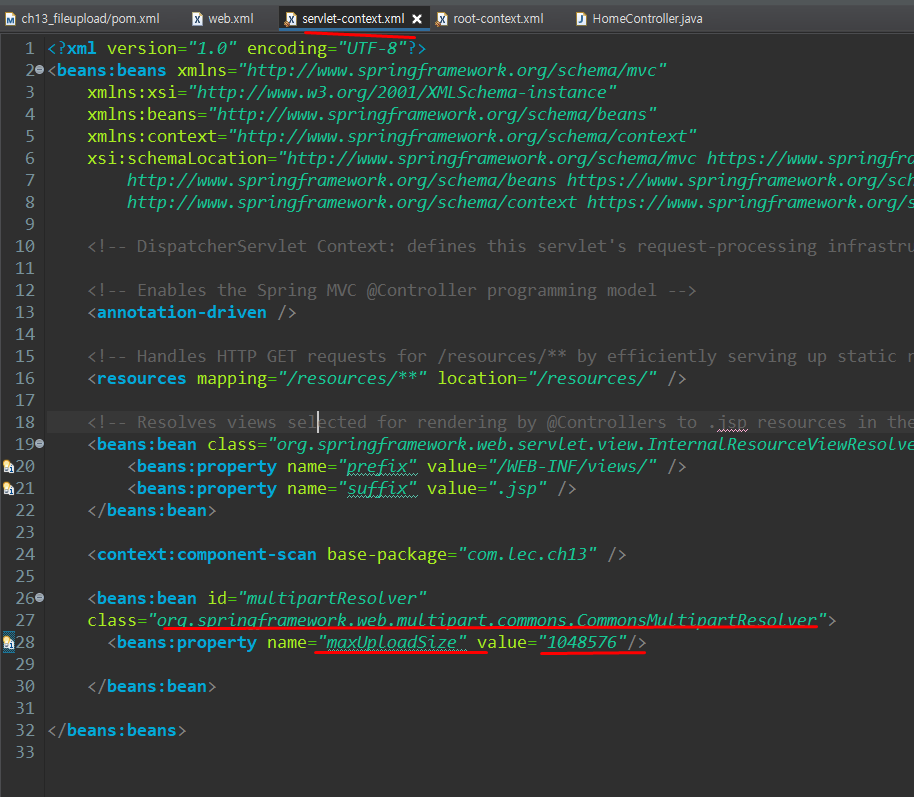 ch13_fileupload/pom.xml web.xml servlet-context.xml root-context.xml HomeController.java
1 <?xml version="1.0" encoding="UTF-8"?>
2 <beans:beans xmlns="http://www.springframework.org/schema/mvc"
3 xmlns:xsi="http://www.w3.org/2001/XMLSchema-instance"
4 xmlns:beans="http://www.springframework.org/schema/beans"
5 xmlns:context="http://www.springframework.org/schema/context"
6 xsi:schemaLocation="http://www.springframework.org/schema/mvc https://www.springfra
7 http://www.springframework.org/schema/beans https://www.springframework.org/sch
8 http://www.springframework.org/schema/context https://www.springframework.org/s
9
10 <!-- DispatcherServlet Context: defines this servlet's request-processing infrastru
11
12 <!-- Enables the Spring MVC @Controller programming model -->
13 <annotation-driven />
14
15 <!-- Handles HTTP GET requests for /resources/** by efficiently serving up static r
16 <resources mapping="/resources/**" location="/resources/" />
17
18 <!-- Resolves views selected for rendering by @Controllers to .jsp resources in the
19 <beans:bean class="org.springframework.web.servlet.view.InternalResourceViewResolve
20 <beans:property name="prefix" value="/WEB-INF/views/" />
21 <beans:property name="suffix" value=".jsp" />
22 </beans:bean>
23
24 <context:component-scan base-package="com.lec.ch13" />
25
26 <beans:bean id="multipartResolver"
27 class="org.springframework.web.multipart.commons.CommonsMultipartResolver">
28 <beans:property name="maxUploadSize" value="1048576"/>
29
30 </beans:bean>
31
32 </beans:beans>
33